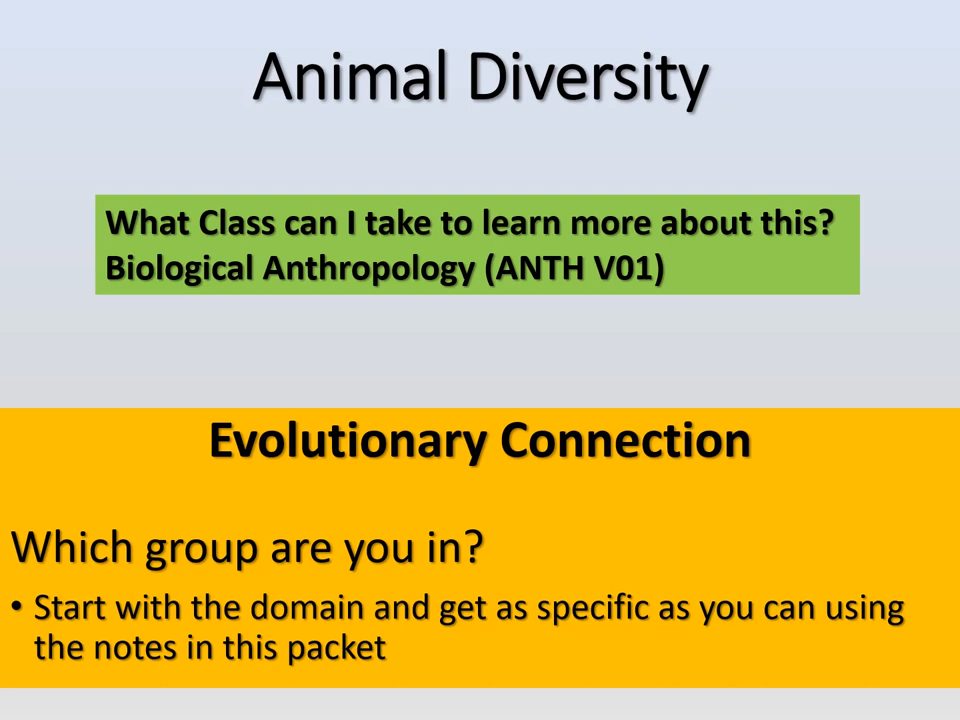 Animal Diversity
What Class can I take to learn more about this?
Biological Anthropology (ANTH V01)
Evolutionary Connection
Which group are you in?
• Start with the domain and get as specific as you can using
the notes in this packet